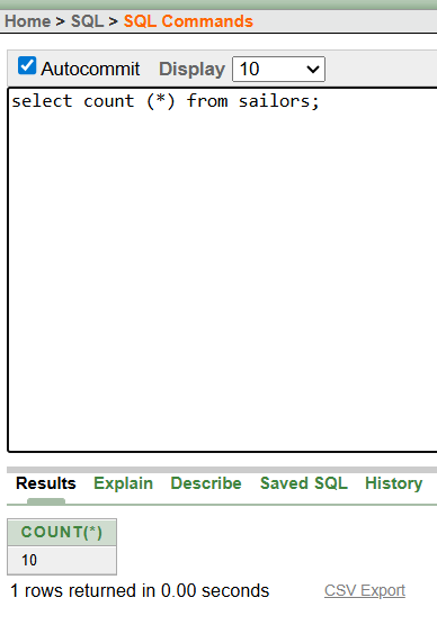 Home > SQL > SQL Commands
Autocommit Display 10
select count (*) from sailors;
Results Explain Describe Saved SQL History
COUNT(*)
10
1 rows returned in 0.00 seconds CSV Export